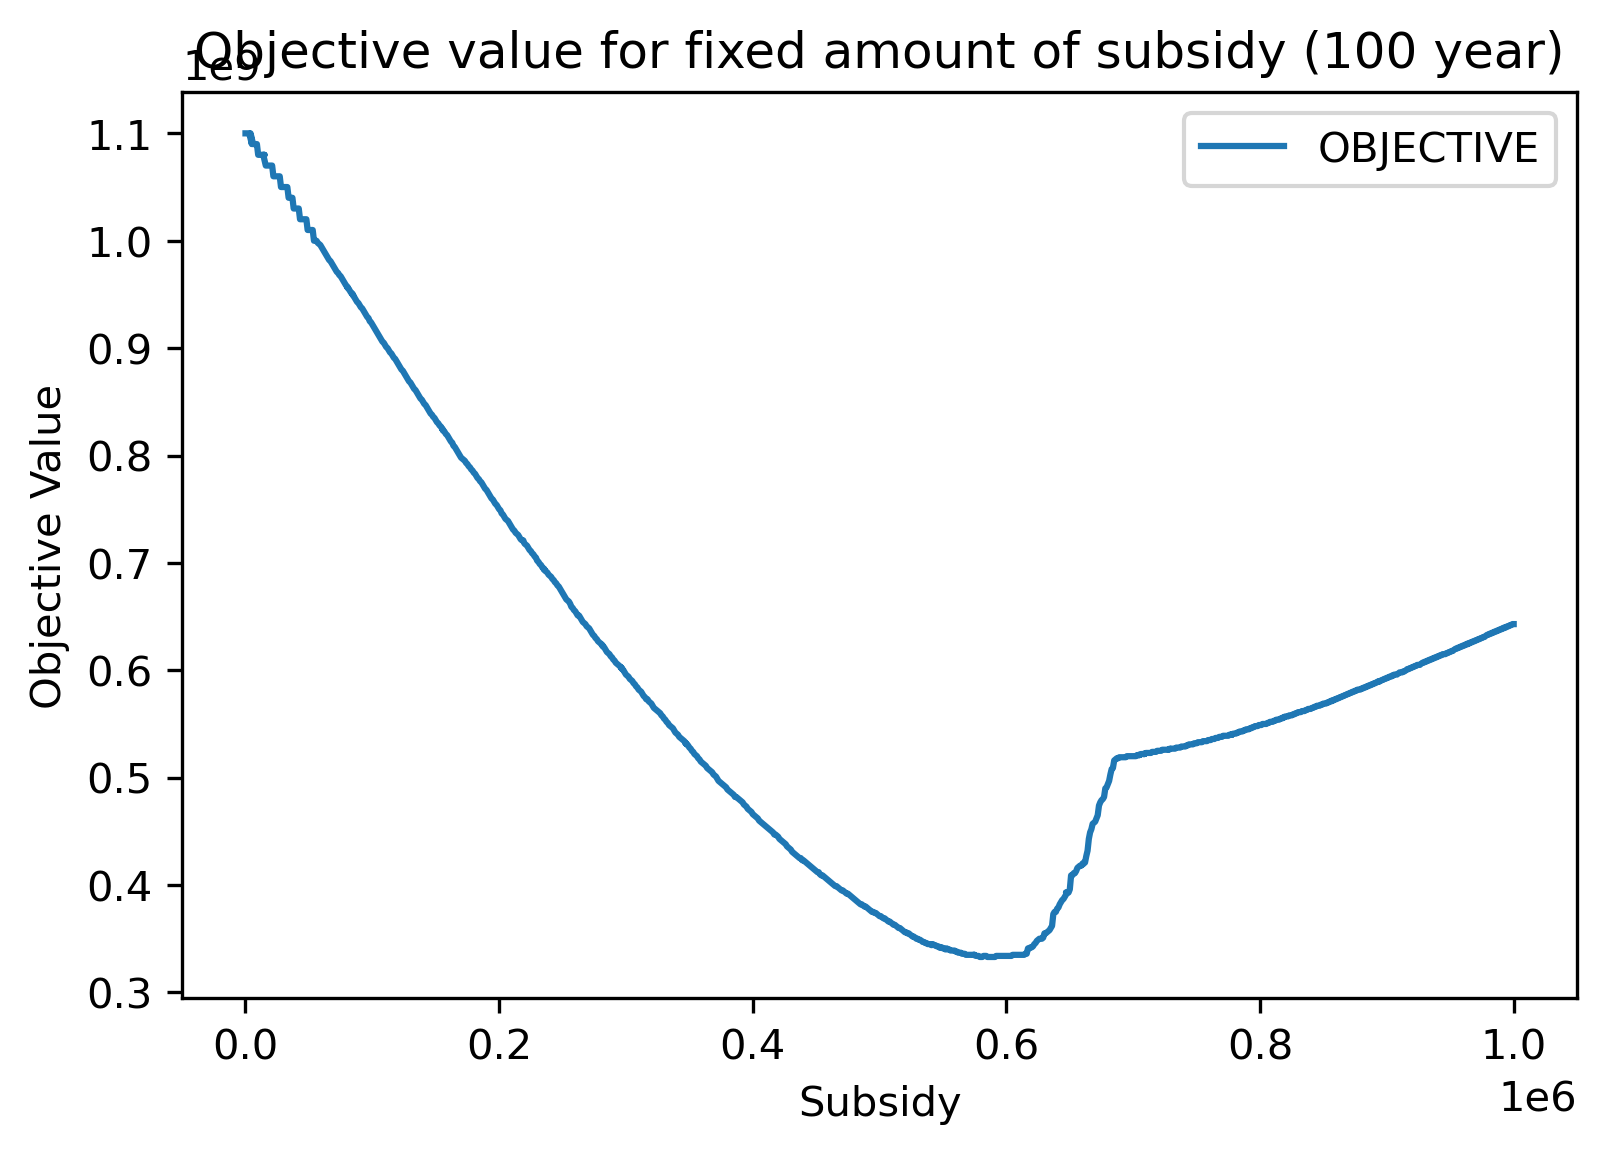 Objective value for fixed amount of subsidy (100 year)
1e9
OBJECTIVE
1.1
1.0
0.9
0.8
0.7
0.6
0.5
0.4
0.3
Objective Value
0.0 0.2 0.4 0.6 0.8 1.0
1e6
Subsidy